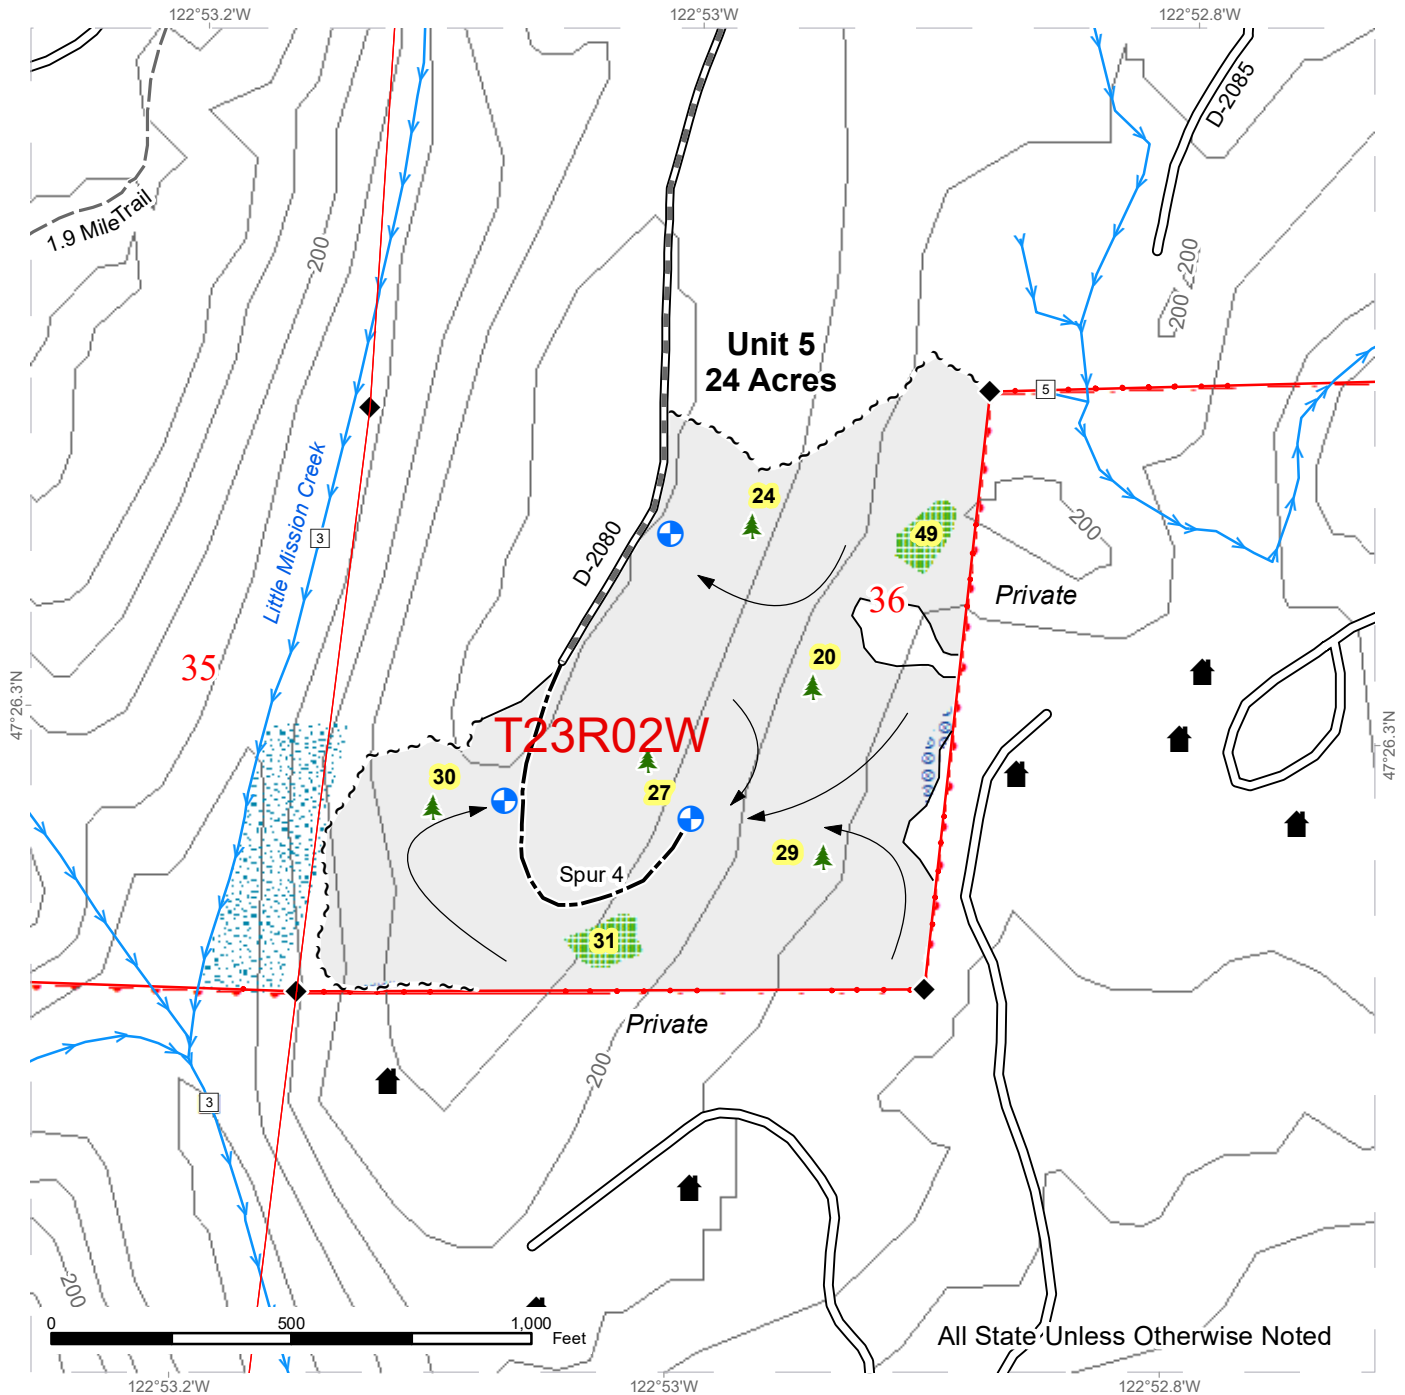 122°53.2'W
122°53'W
122°52.8'W
D-2085
1.9 Mile Trail
200
200
200
Unit 5
24 Acres
5
Little Mission Creek
3
D-2080
24
49
200
Private
36
20
35
47°26.3'N
47°26.3'N
T23R02W
30
27
29
Spur 4
31
Private
200
3
200
0
500
1,000
Feet
All State Unless Otherwise Noted
122°53.2'W
122°53'W
122°52.8'W